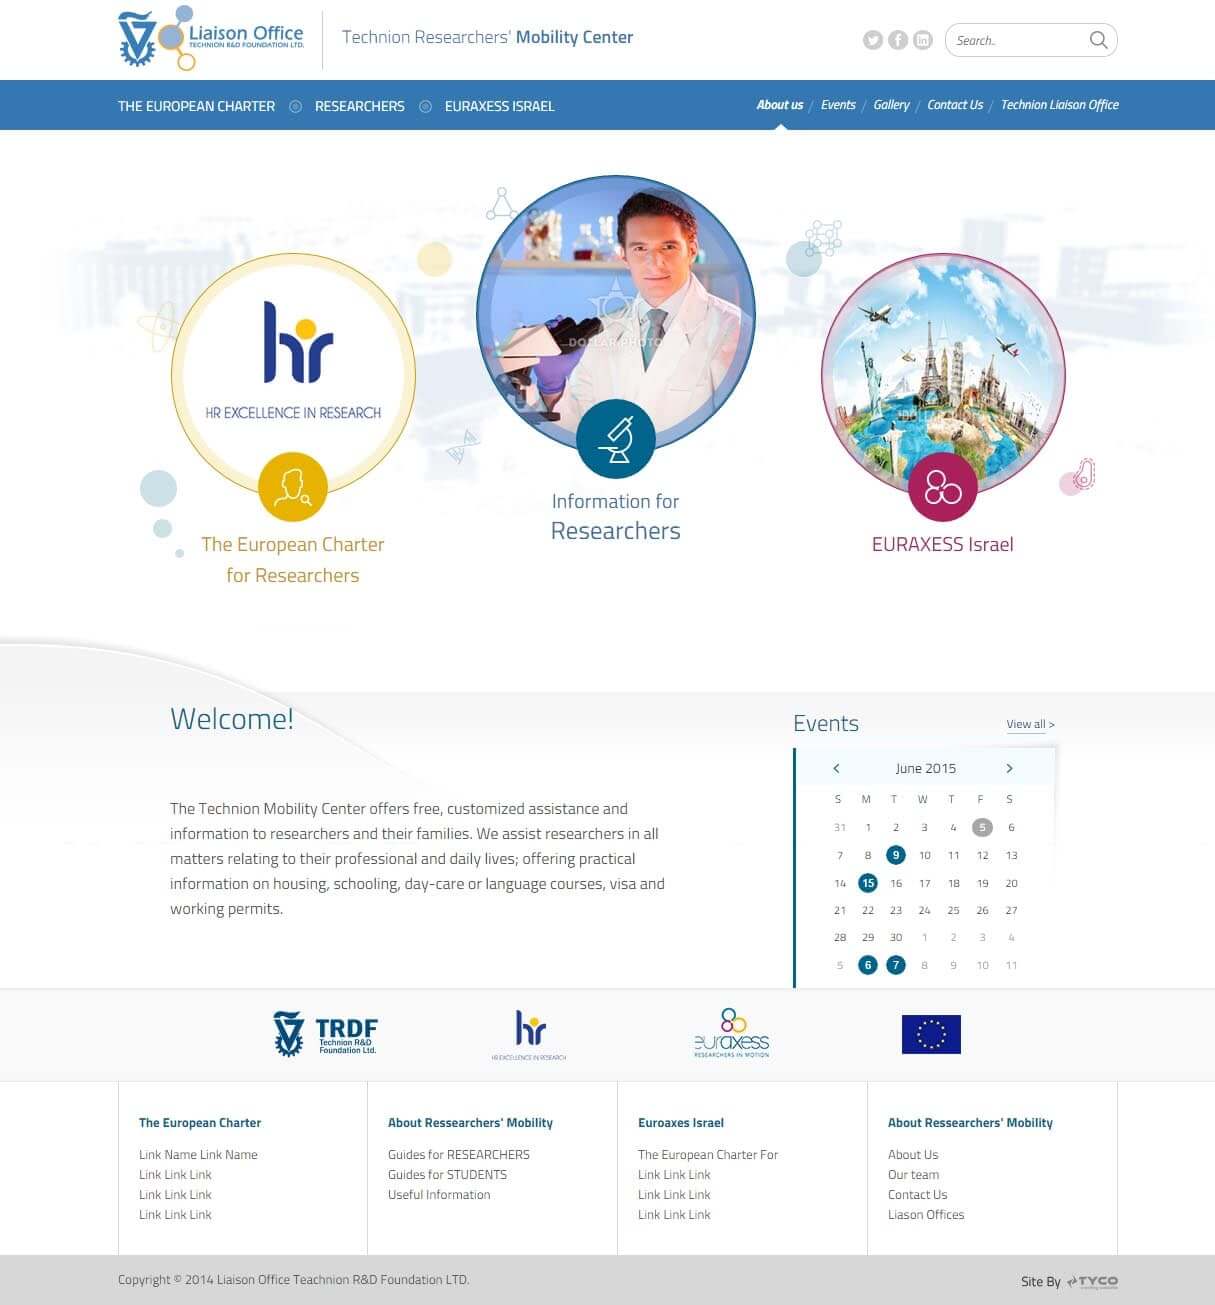 Liaison Office
TECHNION R&D FOUNDATION LTD.
Technion Researchers' Mobility Center
Search..
THE EUROPEAN CHARTER
RESEARCHERS
EURAXESS ISRAEL
About us / Events / Gallery / Contact Us / Technion Liaison Office
hr
HR EXCELLENCE IN RESEARCH
DOLLAR PHOTO
The European Charter
for Researchers
Information for
Researchers
EURAXESS Israel
Welcome!
The Technion Mobility Center offers free, customized assistance and
information to researchers and their families. We assist researchers in all
matters relating to their professional and daily lives; offering practical
information on housing, schooling, day-care or language courses, visa and
working permits.
Events
View all >
< June 2015 >
S M T W T F S
31 1 2 3 4 5 6
7 8 9 10 11 12 13
14 15 16 17 18 19 20
21 22 23 24 25 26 27
28 29 30 1 2 3 4
5 6 7 8 9 10 11
TRDF
Technion R&D
Foundation Ltd.
hr
HR EXCELLENCE IN RESEARCH
euraxess
RESEARCHERS IN MOTION
The European Charter
Link Name Link Name
Link Link Link
Link Link Link
Link Link Link
About Ressearchers' Mobility
Guides for RESEARCHERS
Guides for STUDENTS
Useful Information
Euroaxes Israel
The European Charter For
Link Link Link
Link Link Link
Link Link Link
About Ressearchers' Mobility
About Us
Our team
Contact Us
Liason Offices
Copyright © 2014 Liaison Office Teachnion R&D Foundation LTD.
Site By TYCO